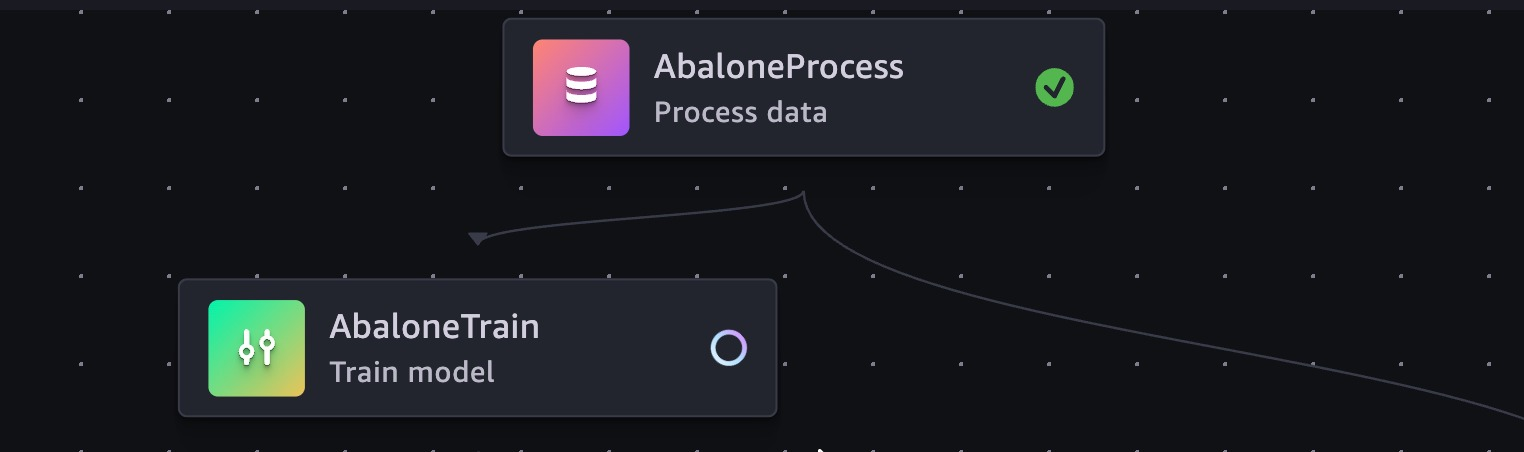 AbaloneProcess
Process data
AbaloneTrain
Train model